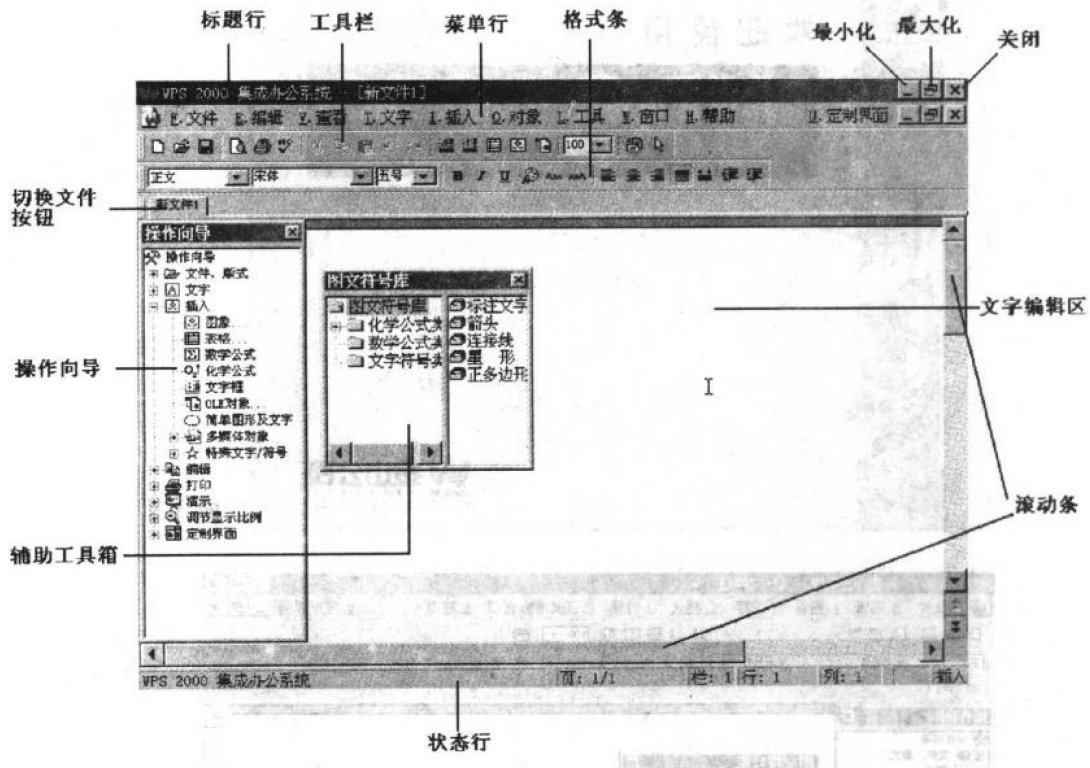 标题行 工具栏 菜单行 格式条 最小化 最大化 关闭
WPS 2000 集成办公系统 - [新文件1]
F.文件 E.编辑 V.查看 T.文字 I.插入 O.对象 L.工具 W.窗口 H.帮助 U.定制界面
100
正文 宋体 五号 B I U
切换文件
按钮
新文件1
操作向导
操作向导
文件、版式
文字
插入
图象...
表格...
数学公式
化学公式
文字框
OLE对象...
简单图形及文字
多媒体对象
特殊文字/符号
编辑
打印
演示
调节显示比例
定制界面
图文符号库
图文符号库
化学公式类
数学公式类
文字符号类
标注文字
箭头
连接线
星 形
正多边形
文字编辑区
操作向导
滚动条
辅助工具箱
WPS 2000 集成办公系统 页: 1/1 栏: 1 行: 1 列: 1 插入
状态行